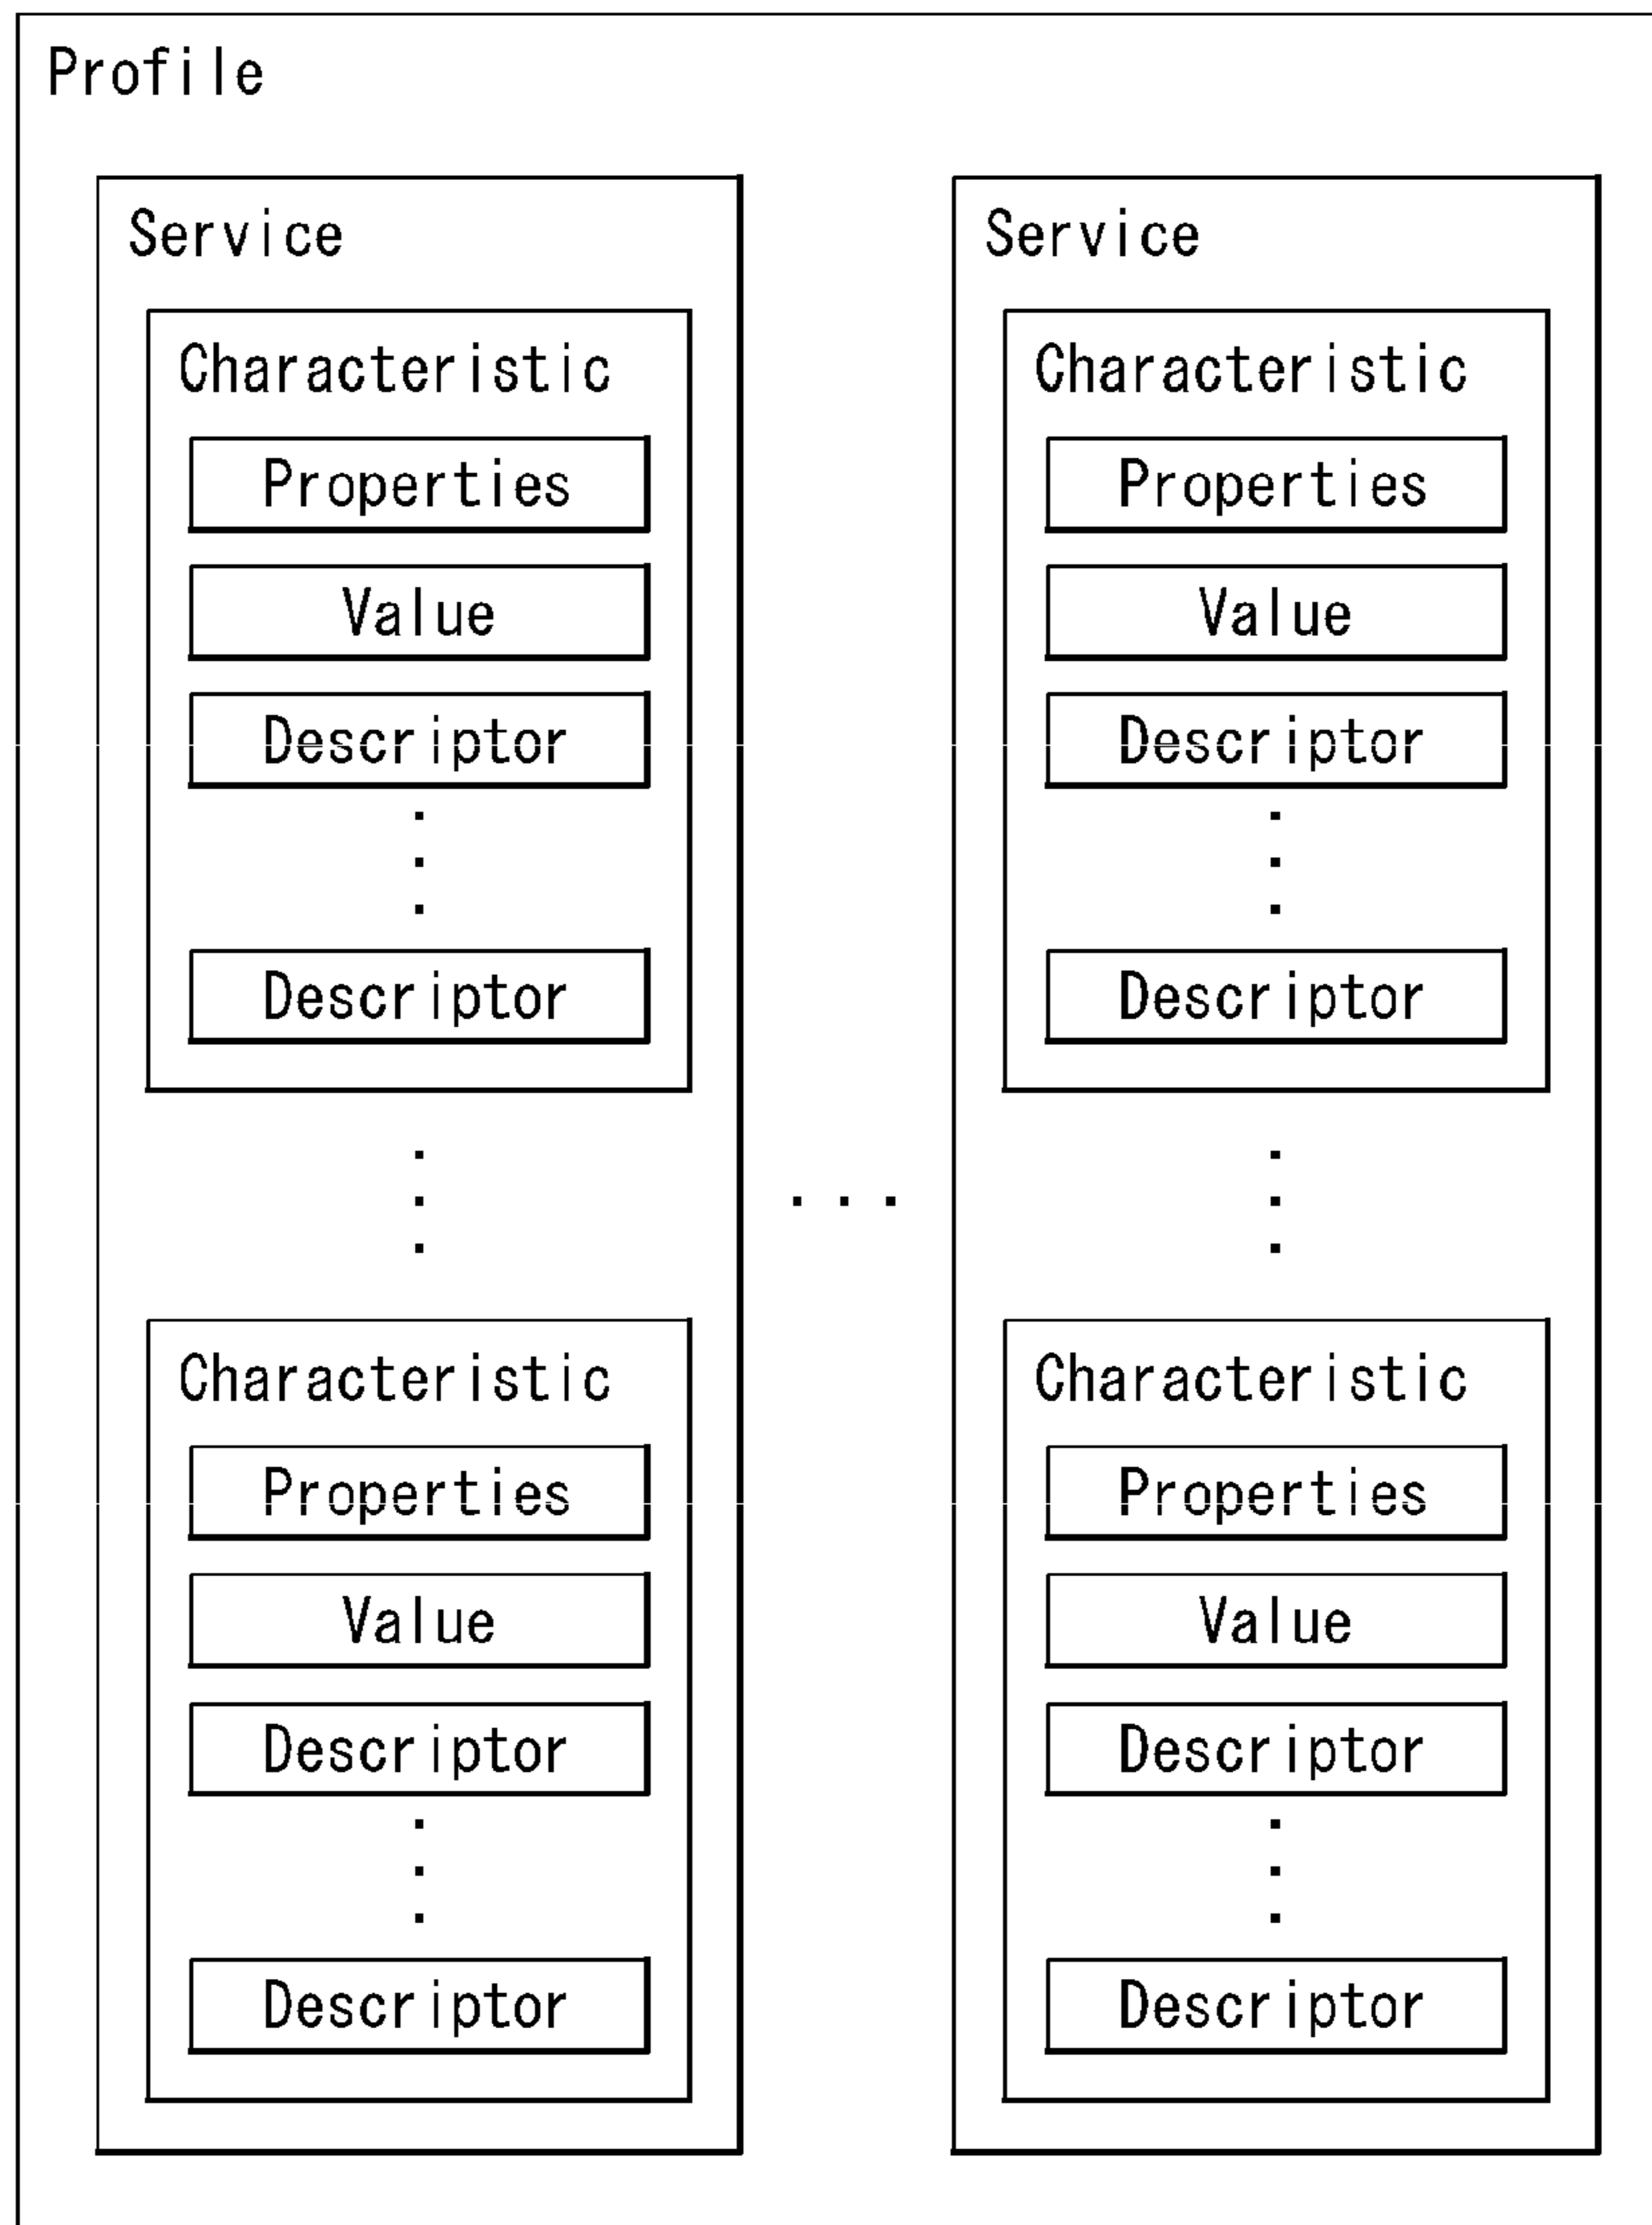 Profile
Service
Characteristic
Properties
Value
Descriptor
Descriptor
Characteristic
Properties
Value
Descriptor
Descriptor
Service
Characteristic
Properties
Value
Descriptor
Descriptor
Characteristic
Properties
Value
Descriptor
Descriptor